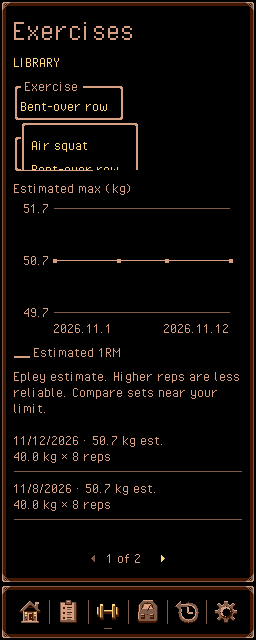 Exercises
LIBRARY
Exercise
Bent-over row
Air squat
Bent-over row
Estimated max (kg)
51.7
50.7
49.7
2026.11.1 2026.11.12
Estimated 1RM
Epley estimate. Higher reps are less
reliable. Compare sets near your
limit.
11/12/2026 · 50.7 kg est.
40.0 kg × 8 reps
11/8/2026 · 50.7 kg est.
40.0 kg × 8 reps
1 of 2